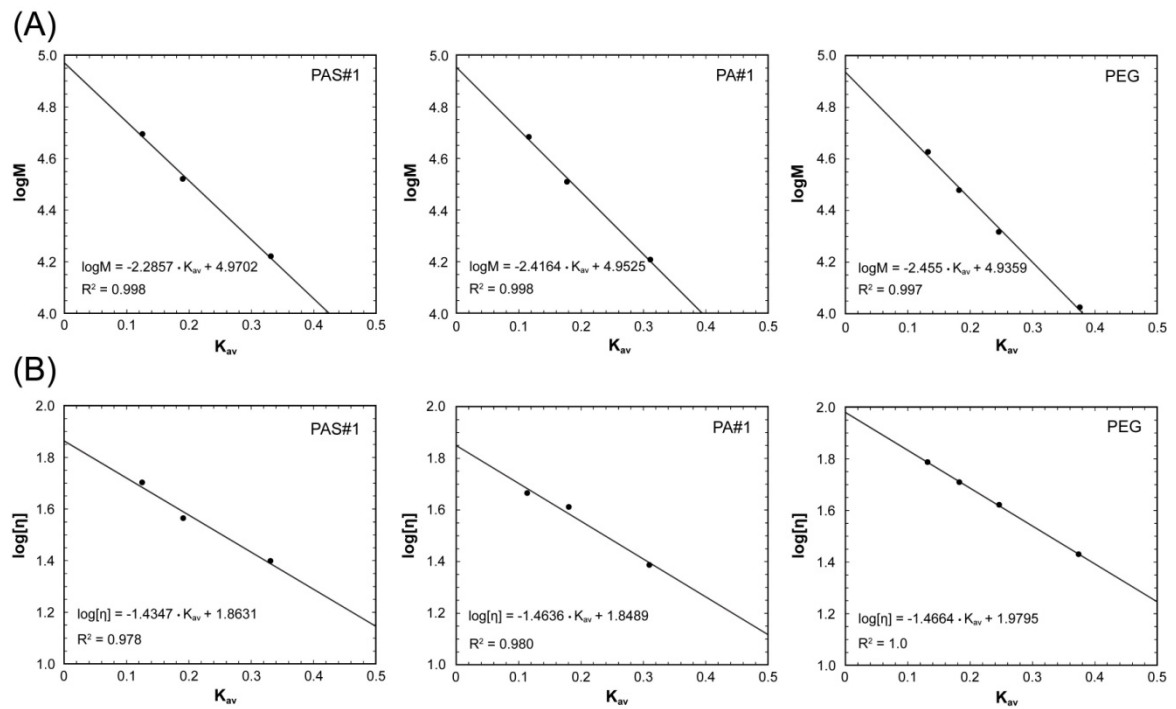 (A)
PAS#1
5.0
4.8
4.6
4.4
4.2
4.0
logM
logM = -2.2857 · Kav + 4.9702
R² = 0.998
0 0.1 0.2 0.3 0.4 0.5
Kav
PA#1
5.0
4.8
4.6
4.4
4.2
4.0
logM
logM = -2.4164 · Kav + 4.9525
R² = 0.998
0 0.1 0.2 0.3 0.4 0.5
Kav
PEG
5.0
4.8
4.6
4.4
4.2
4.0
logM
logM = -2.455 · Kav + 4.9359
R² = 0.997
0 0.1 0.2 0.3 0.4 0.5
Kav
(B)
PAS#1
2.0
1.8
1.6
1.4
1.2
1.0
log[η]
log[η] = -1.4347 · Kav + 1.8631
R² = 0.978
0 0.1 0.2 0.3 0.4 0.5
Kav
PA#1
2.0
1.8
1.6
1.4
1.2
1.0
log[η]
log[η] = -1.4636 · Kav + 1.8489
R² = 0.980
0 0.1 0.2 0.3 0.4 0.5
Kav
PEG
2.0
1.8
1.6
1.4
1.2
1.0
log[η]
log[η] = -1.4664 · Kav + 1.9795
R² = 1.0
0 0.1 0.2 0.3 0.4 0.5
Kav